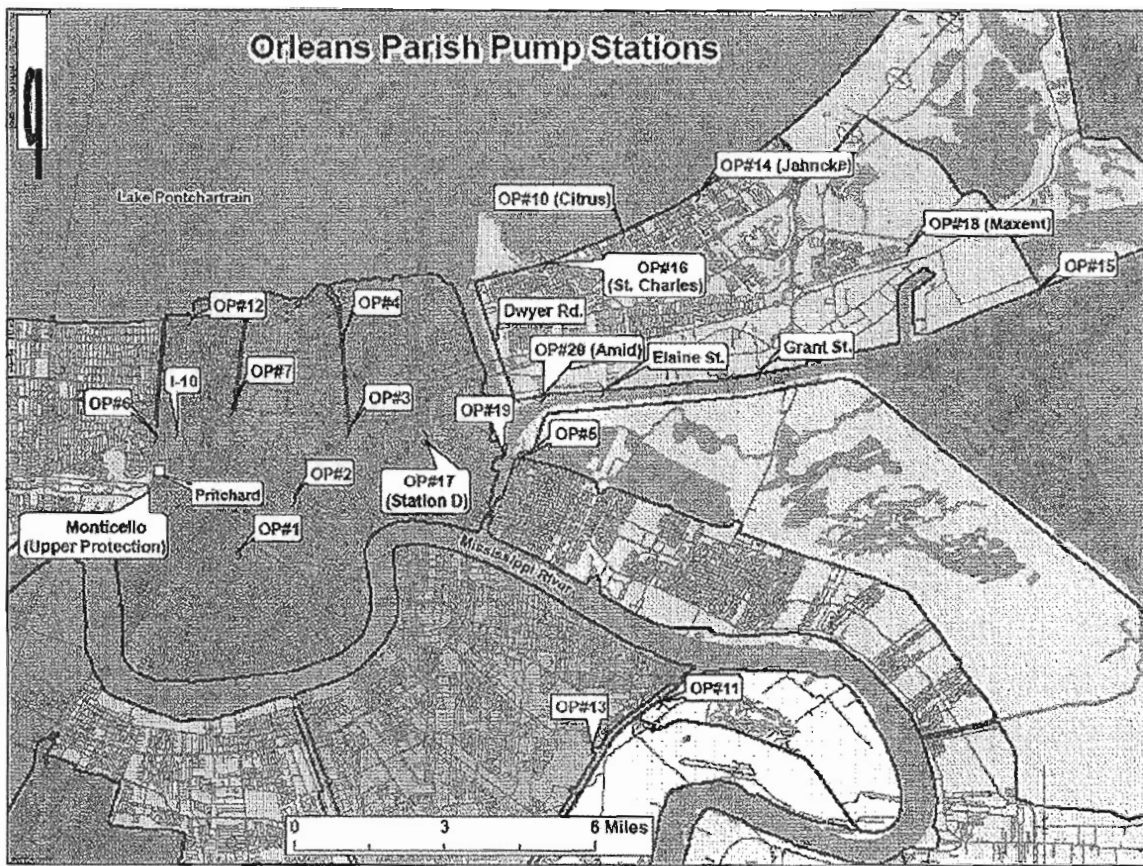 Orleans Parish Pump Stations
Lake Pontchartrain
OP#14 (Jahncke)
OP#10 (Citrus)
OP#18 (Maxent)
OP#16
(St. Charles)
OP#15
OP#12
OP#4
Dwyer Rd.
OP#20 (Amid)
Elaine St.
Grant St.
I-10
OP#7
OP#6
OP#3
OP#19
OP#5
OP#2
OP#17
(Station D)
Pritchard
Monticello
(Upper Protection)
OP#1
Mississippi River
OP#11
OP#13
0 3 6 Miles